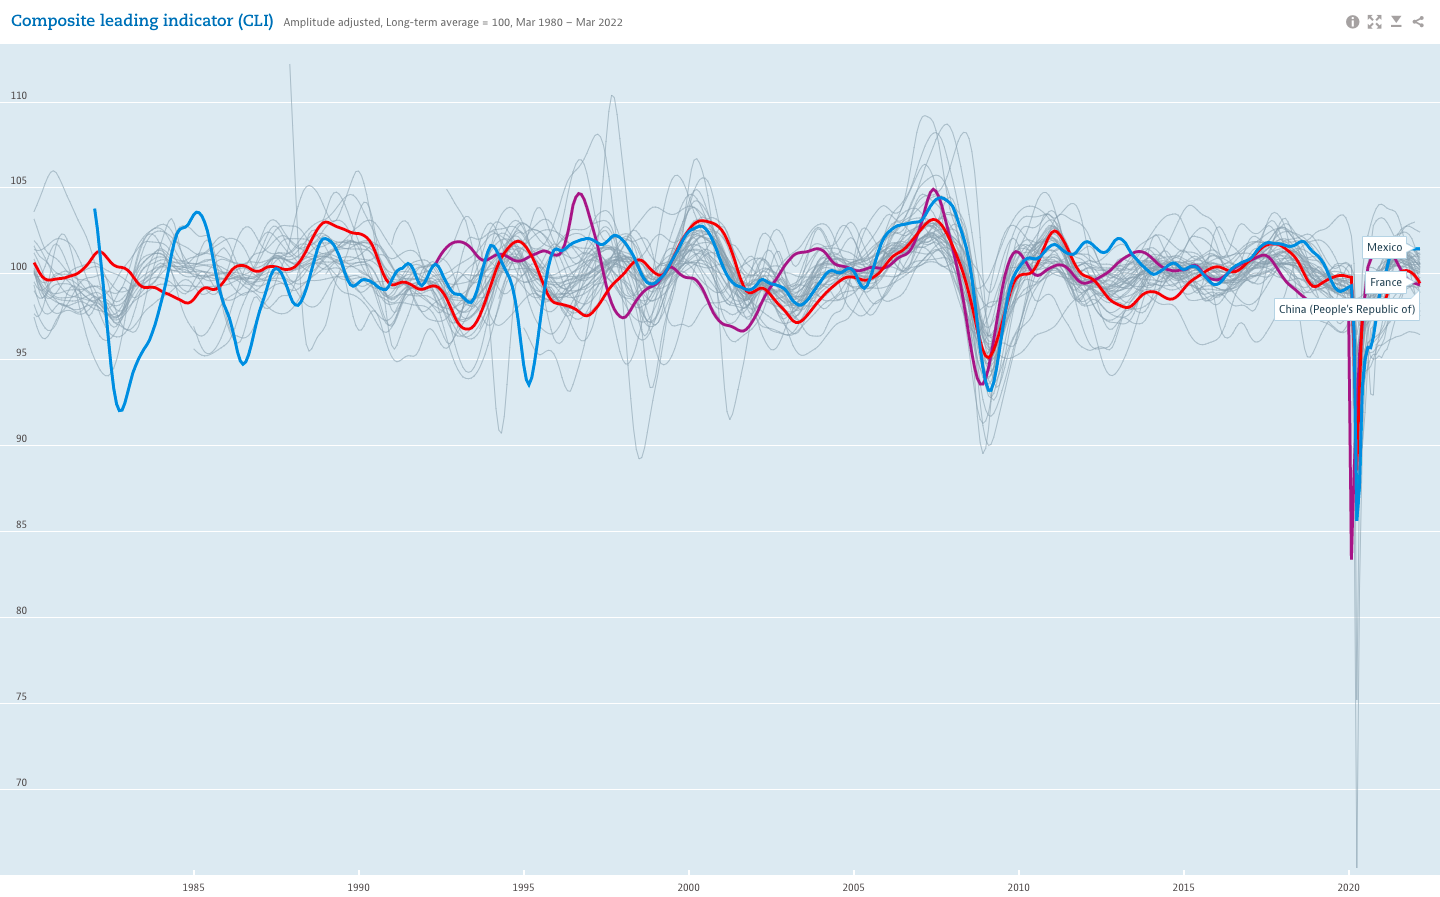 Composite leading indicator (CLI) Amplitude adjusted, Long-term average = 100, Mar 1980 – Mar 2022
110
105
100
95
90
85
80
75
70
Mexico
France
China (People's Republic of)
1985 1990 1995 2000 2005 2010 2015 2020